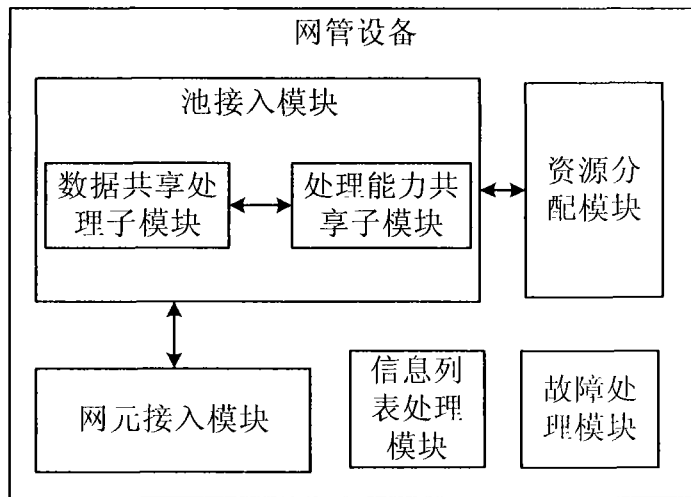 网管设备
池接入模块
数据共享处
理子模块
处理能力共
享子模块
资源分
配模块
网元接入模块
信息列
表处理
模块
故障处
理模块